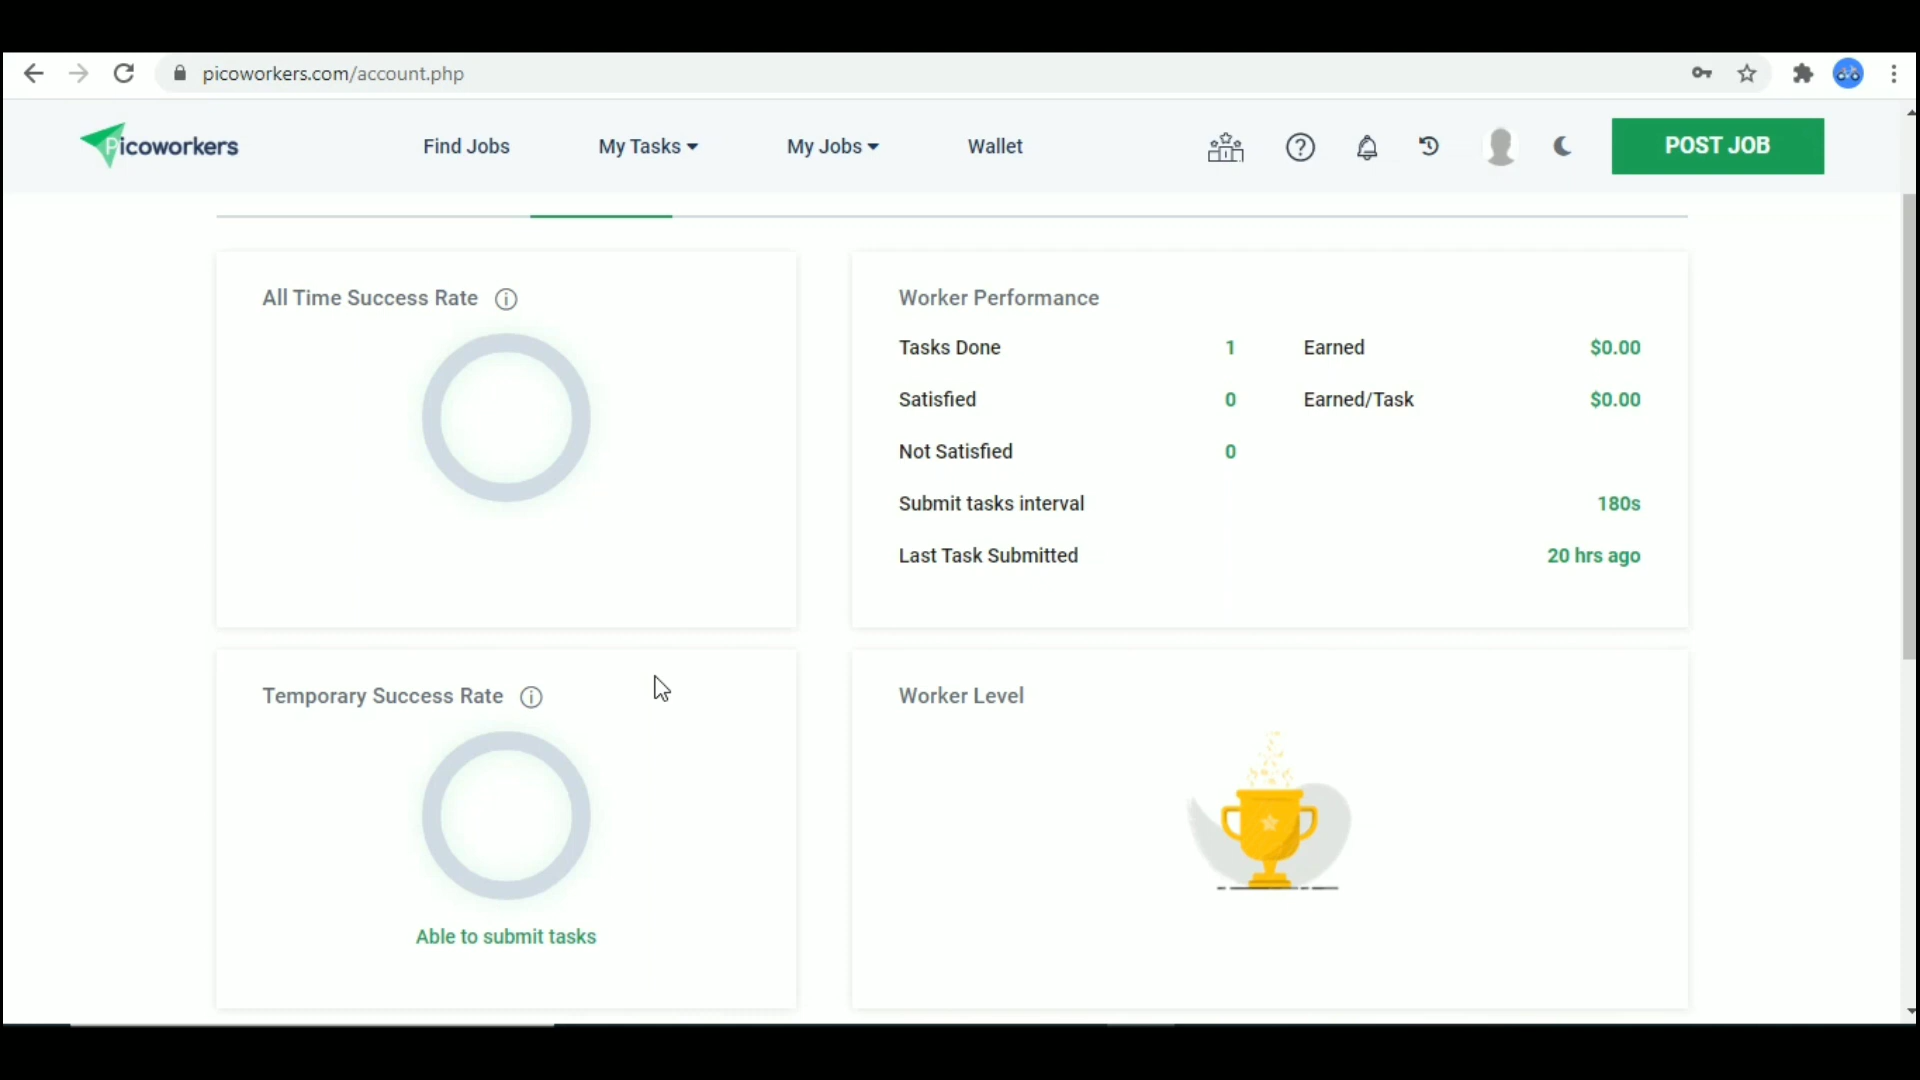 picoworkers.com/account.php
Picoworkers
Find Jobs
My Tasks
My Jobs
Wallet
POST JOB
All Time Success Rate
Worker Performance
Tasks Done 1 Earned $0.00
Satisfied 0 Earned/Task $0.00
Not Satisfied 0
Submit tasks interval 180s
Last Task Submitted 20 hrs ago
Temporary Success Rate
Able to submit tasks
Worker Level